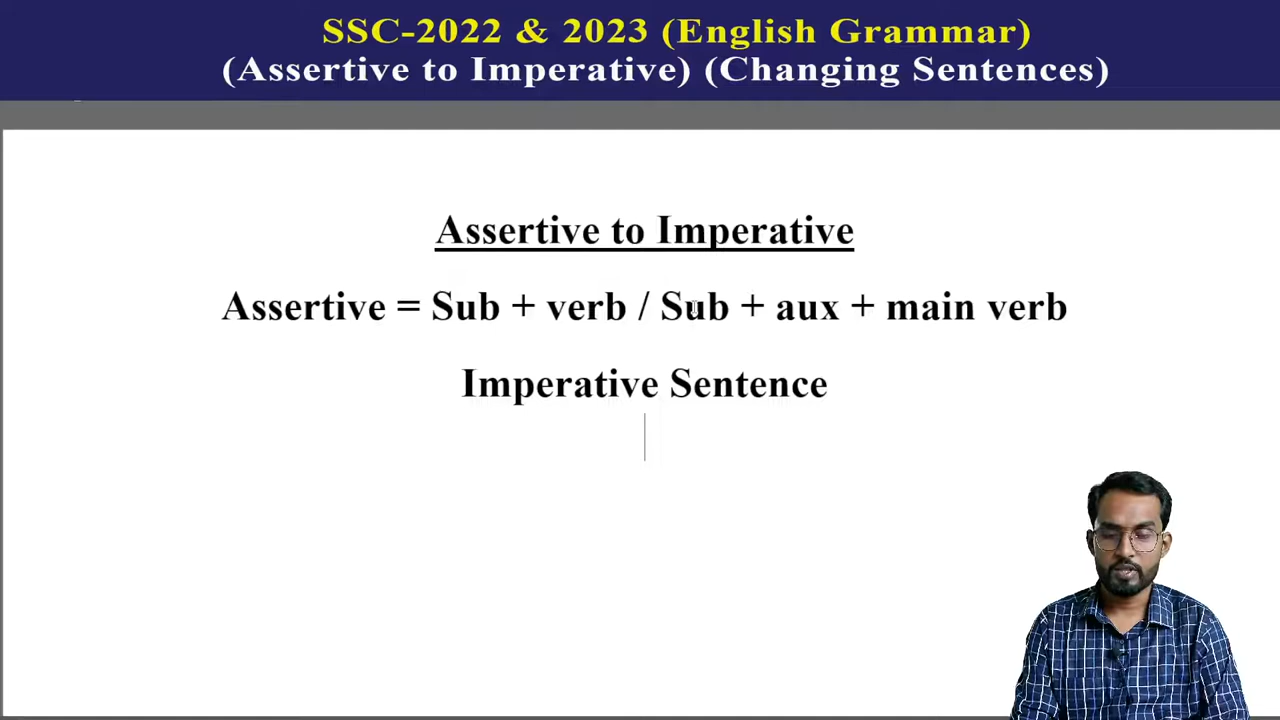 SSC-2022 & 2023 (English Grammar)
(Assertive to Imperative) (Changing Sentences)
Assertive to Imperative
Assertive = Sub + verb / Sub + aux + main verb
Imperative Sentence